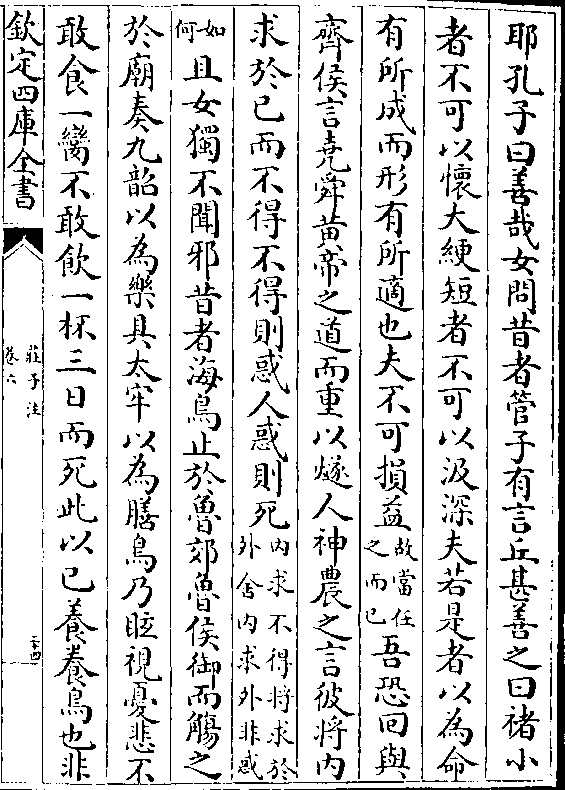 耶孔子曰善哉女問昔者管子有言丘甚善之曰褚小
者不可以懷大綆短者不可以汲深夫若是者以為命
有所成而形有所適也夫不可損益故當任之而已吾恐回與
齊侯言堯舜黄帝之道而重以燧人神農之言彼將内
求於已而不得不得則惑人惑則死内求不得將求於外舍内求外非惑
如何且女獨不聞邪昔者海鳥止於魯郊魯侯御而觴之
於廟奏九韶以為樂具太牢以為膳鳥乃眩視憂悲不
敢食一臠不敢飲一杯三日而死此以已養養鳥也非
欽定四庫全書
莊子注
卷六
二十四